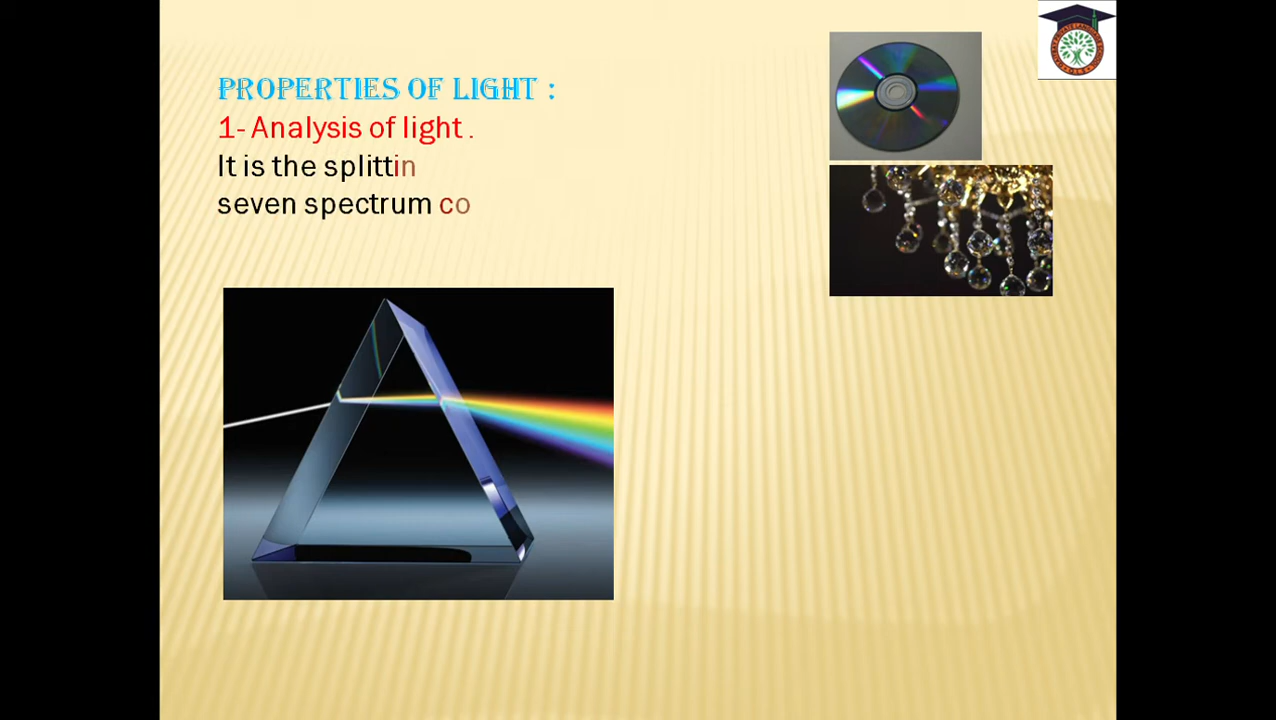 PROPERTIES OF LIGHT :
1- Analysis of light .
It is the splittin
seven spectrum co